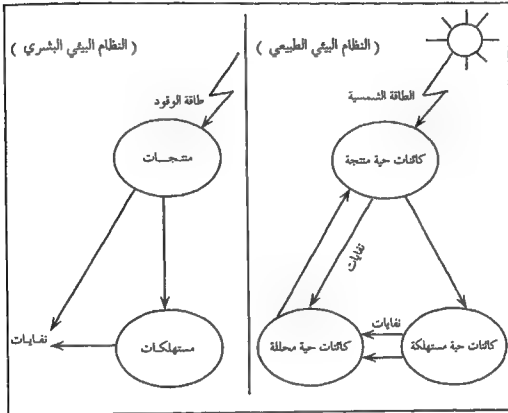 ( النظام البيئي الطبيعي )
الطاقة الشمسية
كائنات حية منتجة
نفايات
نفايات
كائنات حية مستهلكة
كائنات حية محللة
( النظام البيئي البشري )
طاقة الوقود
منتجــات
مستهلكات
نفايات